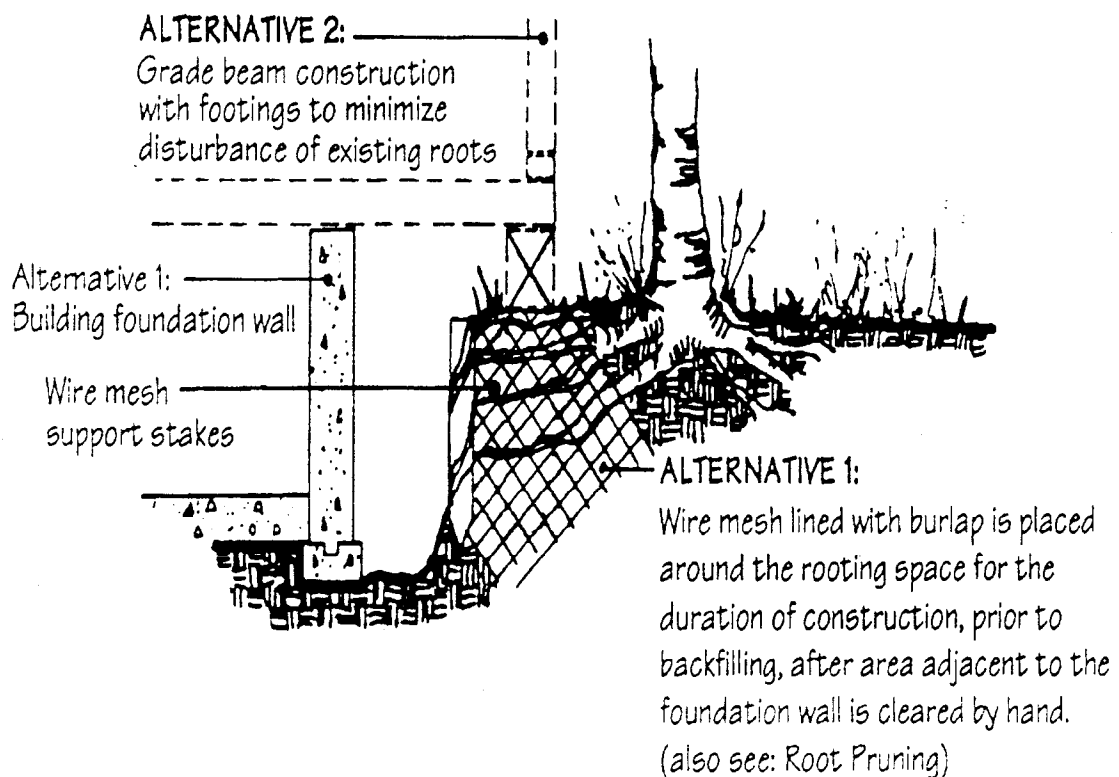 ALTERNATIVE 2:
Grade beam construction
with footings to minimize
disturbance of existing roots
Alternative 1:
Building foundation wall
Wire mesh
support stakes
ALTERNATIVE 1:
Wire mesh lined with burlap is placed
around the rooting space for the
duration of construction, prior to
backfilling, after area adjacent to the
foundation wall is cleared by hand.
(also see: Root Pruning)